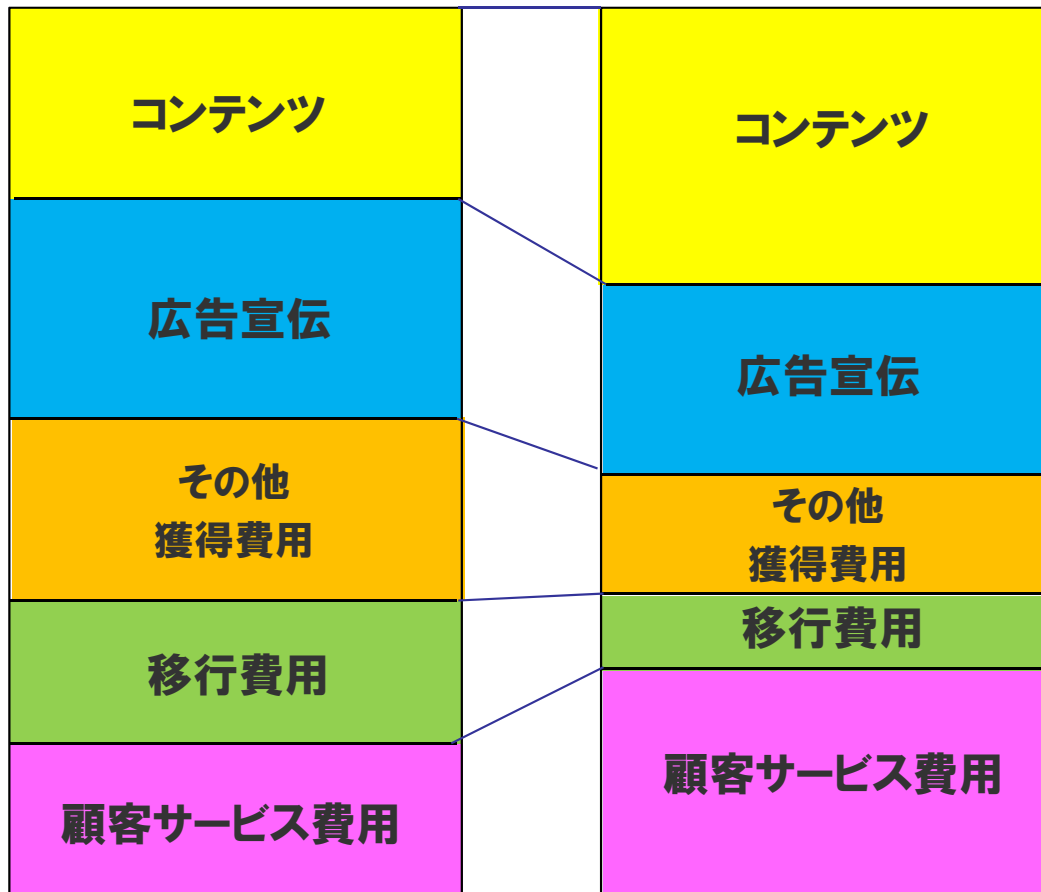 コンテンツ
広告宣伝
その他
獲得費用
移行費用
顧客サービス費用
コンテンツ
広告宣伝
その他
獲得費用
移行費用
顧客サービス費用